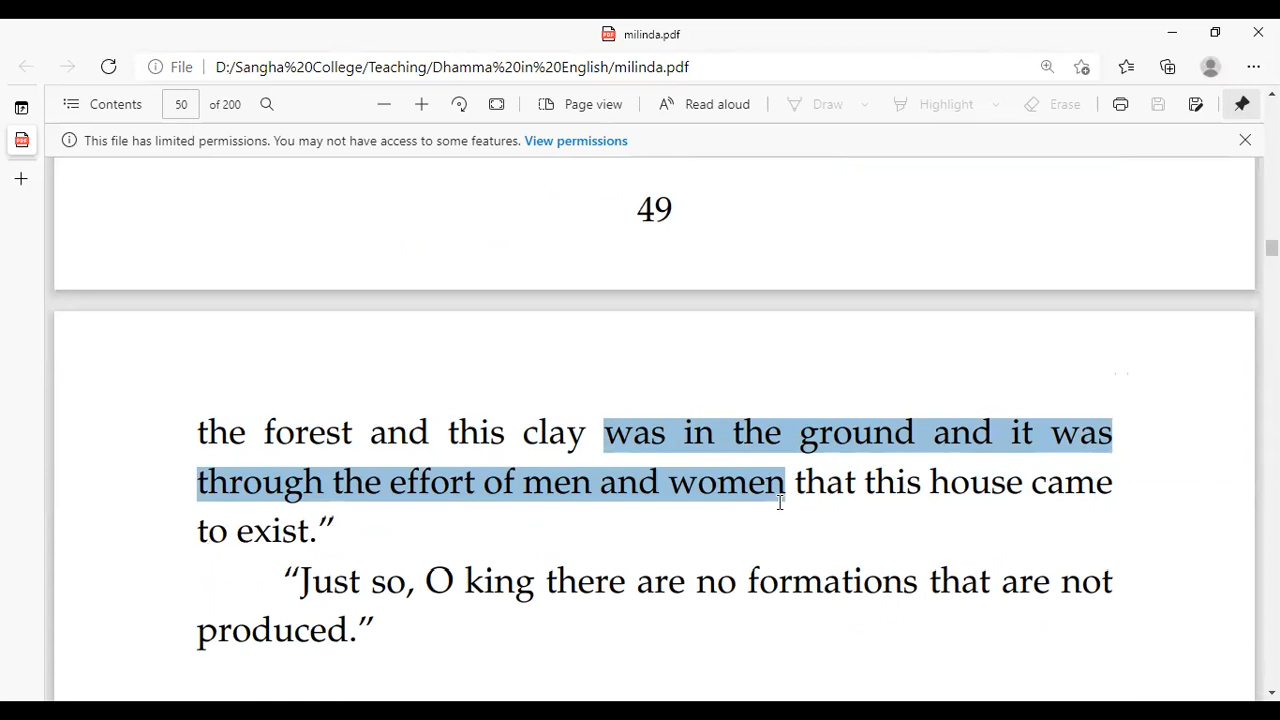 milinda.pdf
File D:/Sangha%20College/Teaching/Dhamma%20in%20English/milinda.pdf
Contents 50 of 200 Page view Read aloud Draw Highlight Erase
This file has limited permissions. You may not have access to some features. View permissions
49
the forest and this clay was in the ground and it was
through the effort of men and women that this house came
to exist.”
“Just so, O king there are no formations that are not
produced.”